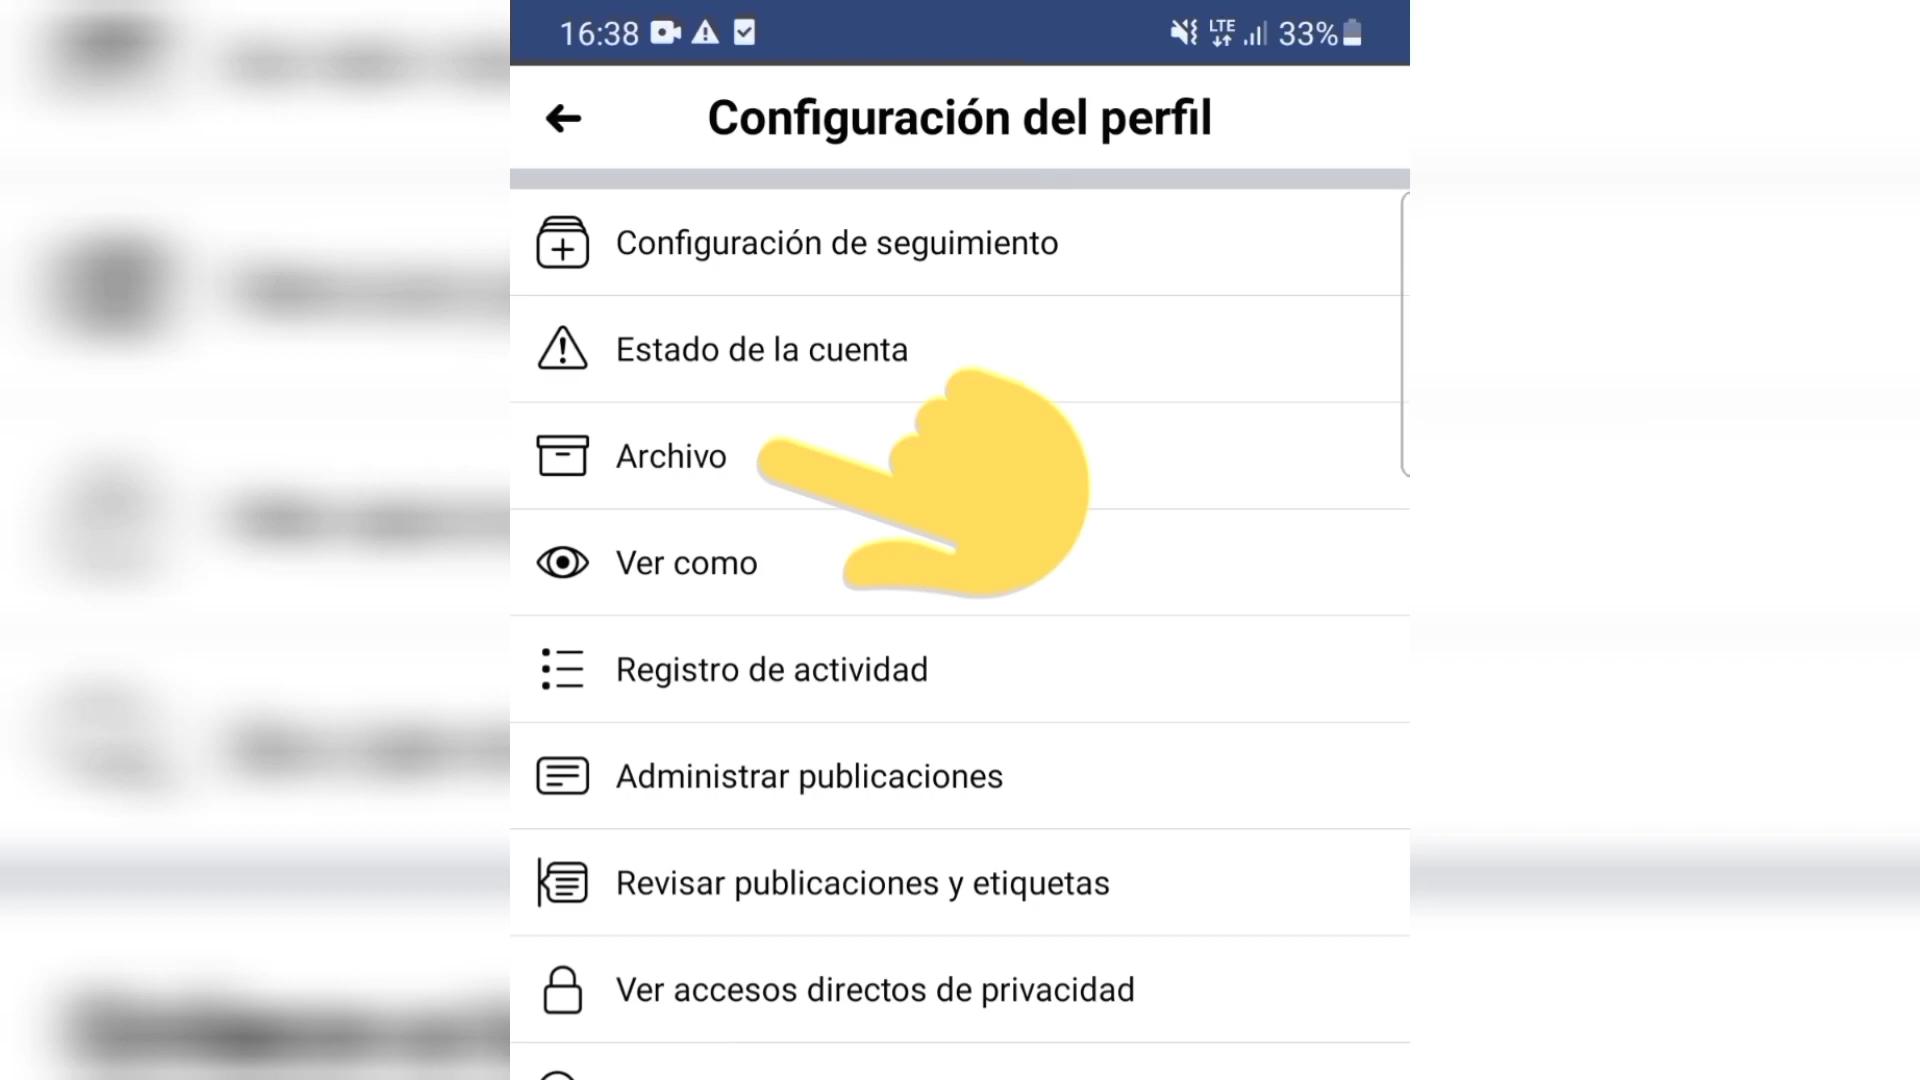 16:38 LTE 33%
Configuración del perfil
Configuración de seguimiento
Estado de la cuenta
Archivo
Ver como
Registro de actividad
Administrar publicaciones
Revisar publicaciones y etiquetas
Ver accesos directos de privacidad